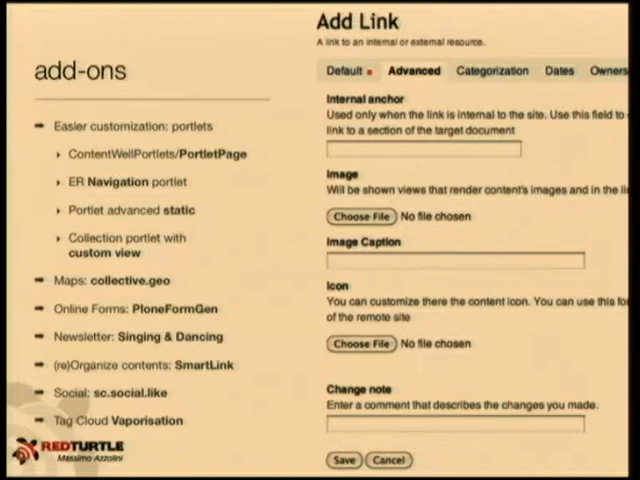 add-ons
Easier customization: portlets
ContentWellPortlets/PortletPage
ER Navigation portlet
Portlet advanced static
Collection portlet with
custom view
Maps: collective.geo
Online Forms: PloneFormGen
Newsletter: Singing & Dancing
(re)Organize contents: SmartLink
Social: sc.social.like
Tag Cloud Vaporisation
REDTURTLE
Massimo Azzolini
Add Link
A link to an internal or external resource.
Default Advanced Categorization Dates Owners
Internal anchor
Used only when the link is internal to the site. Use this field to
link to a section of the target document
Image
Will be shown views that render content's images and in the
Choose File No file chosen
Image Caption
Icon
You can customize there the content icon. You can use this
of the remote site
Choose File No file chosen
Change note
Enter a comment that describes the changes you made.
Save Cancel